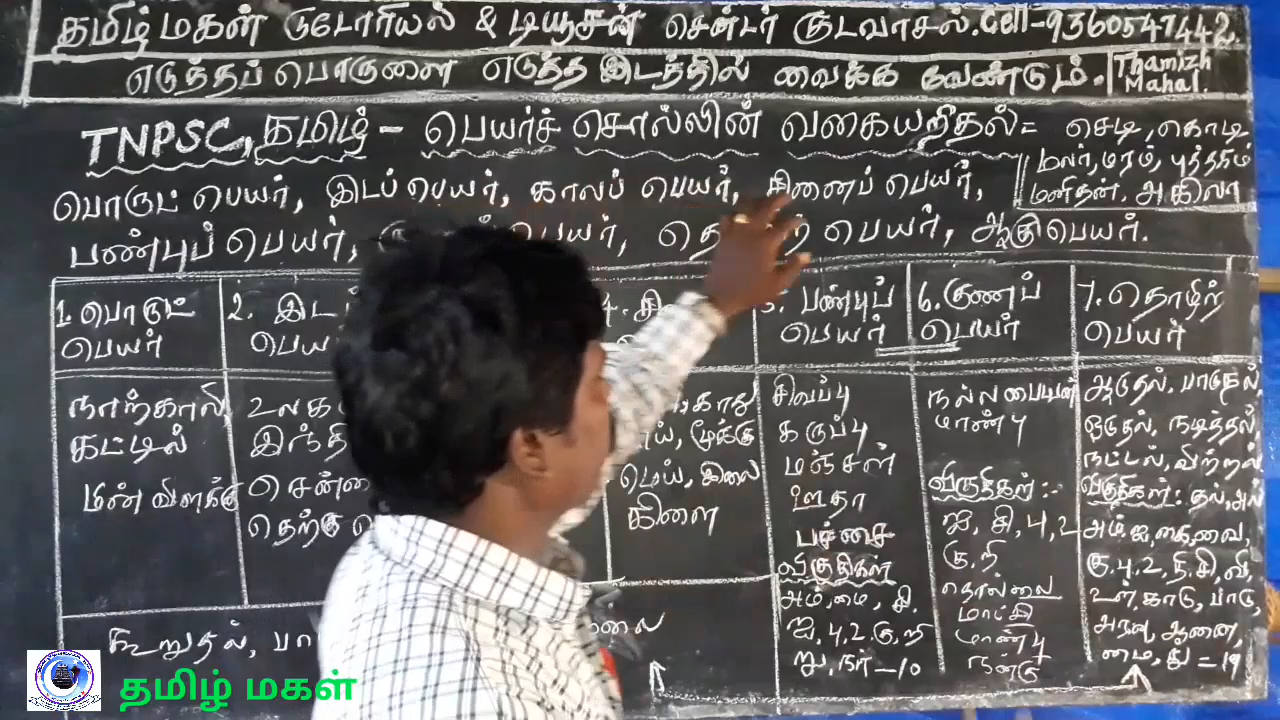 தமிழ் மகள் டுடோரியல் & டியூசன் சென்டர் குடவாசல். Cell-9360547442.
எடுத்தப் பொருளை எடுத்த இடத்தில் வைக்க வேண்டும். Thamizh
Mahal.
TNPSC, தமிழ் - பெயர்ச் சொல்லின் வகையறிதல் = செடி, கொடி
மலர், மரம், புத்தகம்
மனிதன், அகிலா
பொருட் பெயர், இடப் பெயர், காலப் பெயர், சினைப் பெயர்,
பண்புப் பெயர், பெயர், பெயர், ஆகுபெயர்.
1. பொருட்
பெயர்
2. இட
பெய
5. பண்புப்
பெயர்
6. குணப்
பெயர்
7. தொழிற்
பெயர்
நாற்காலி,
கட்டில்
மின் விளக்கு
உலக
இந்தி
சென்னை
தெற்கு
காது
மூக்கு
மெய், இலை
கிளை
சிவப்பு
கருப்பு
மஞ்சள்
ஊதா
பச்சை
விகுதிகள்
அம், மை, சி,
ஐ, பு, உ, கு, றி
று, நர் - 10
நல்ல பையன்
மாண்பு
விகுதிகள் :-
ஐ, சி, பு, உ
கு, றி
தொல்லை
மாட்சி
மாண்பு
நன்கு
ஆடுதல், பாடுதல்,
ஓடுதல், நடித்தல்,
நட்டல், விற்றல்
விகுதிகள் : தல், அல்
அம், ஐ, கை, வை,
கு, பு, உ, தி, சி, வி,
உள், காடு, பாடு,
அரவு, ஆனை,
மை, து = 19
கூறுதல், பா
தமிழ் மகள்